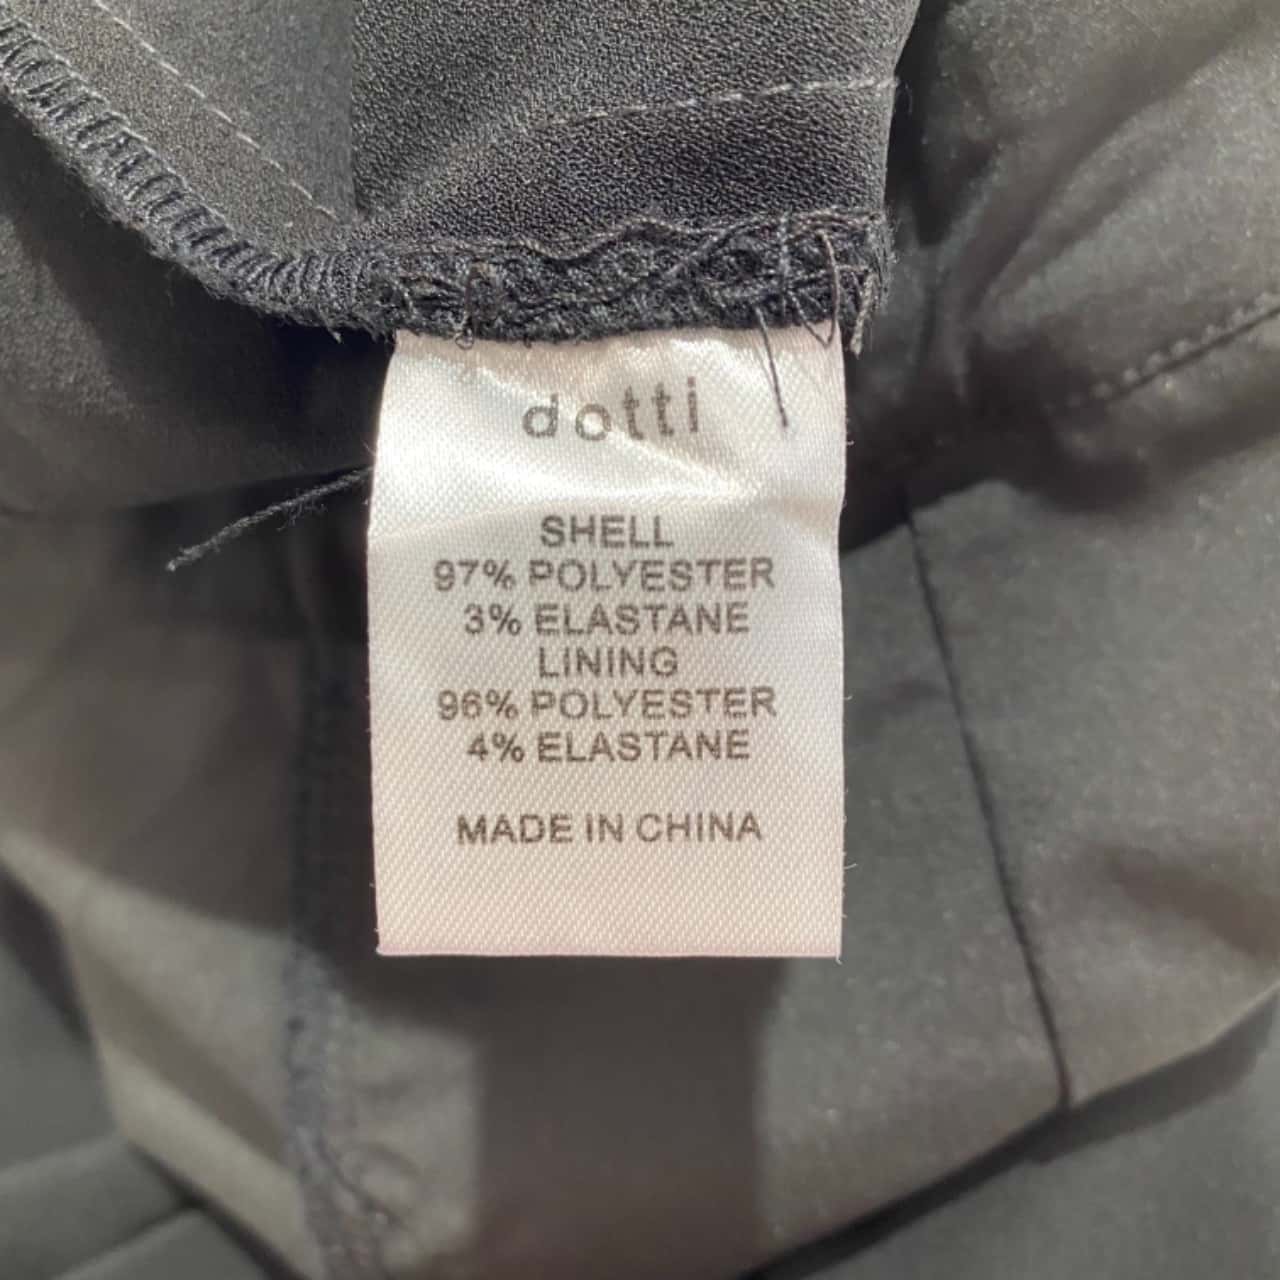 dotti
SHELL
97% POLYESTER
3% ELASTANE
LINING
96% POLYESTER
4% ELASTANE
MADE IN CHINA